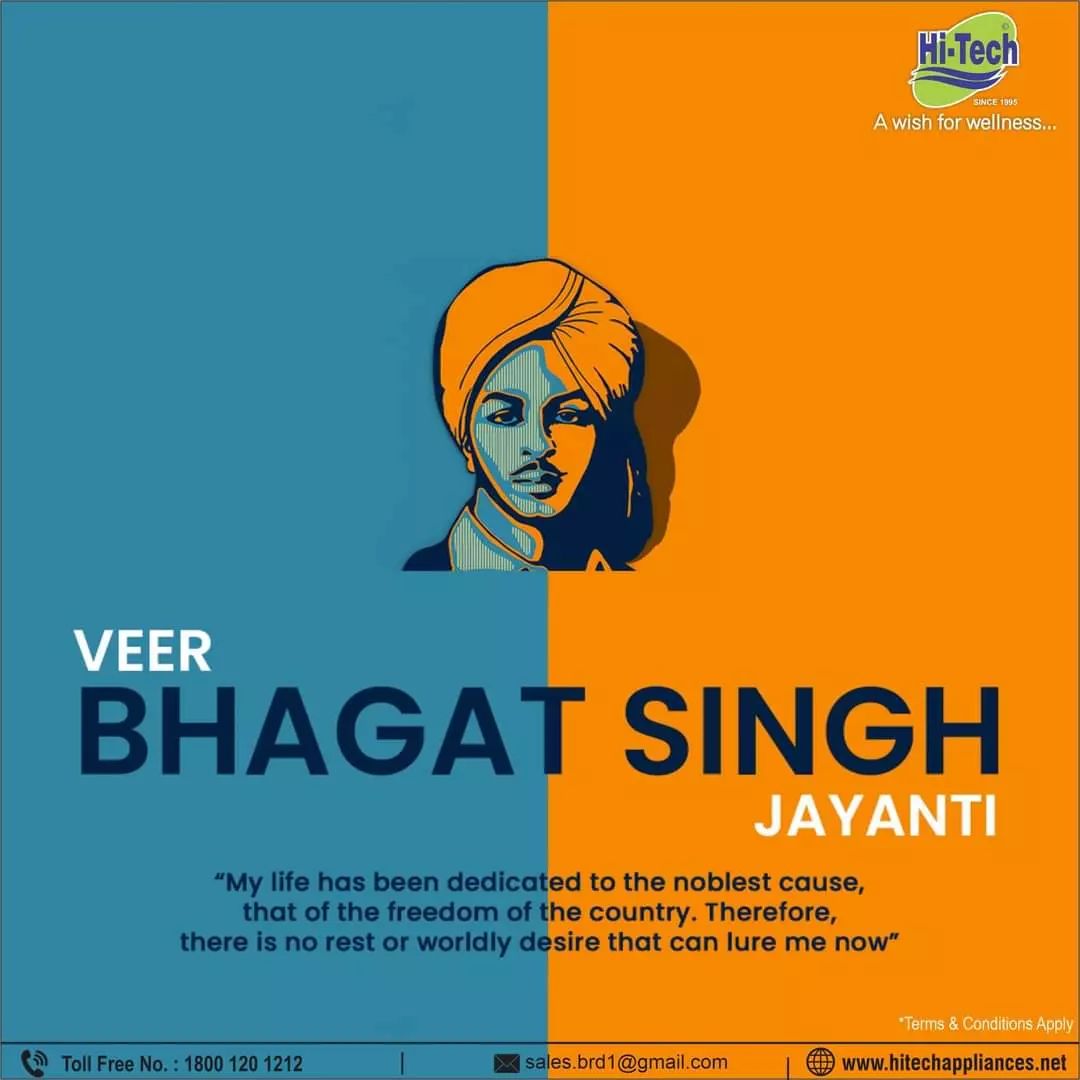 Hi-Tech
©
SINCE 1995
A wish for wellness...
VEER
BHAGAT SINGH
JAYANTI
“My life has been dedicated to the noblest cause,
that of the freedom of the country. Therefore,
there is no rest or worldly desire that can lure me now”
*Terms & Conditions Apply
Toll Free No. : 1800 120 1212 | sales.brd1@gmail.com | www.hitechappliances.net